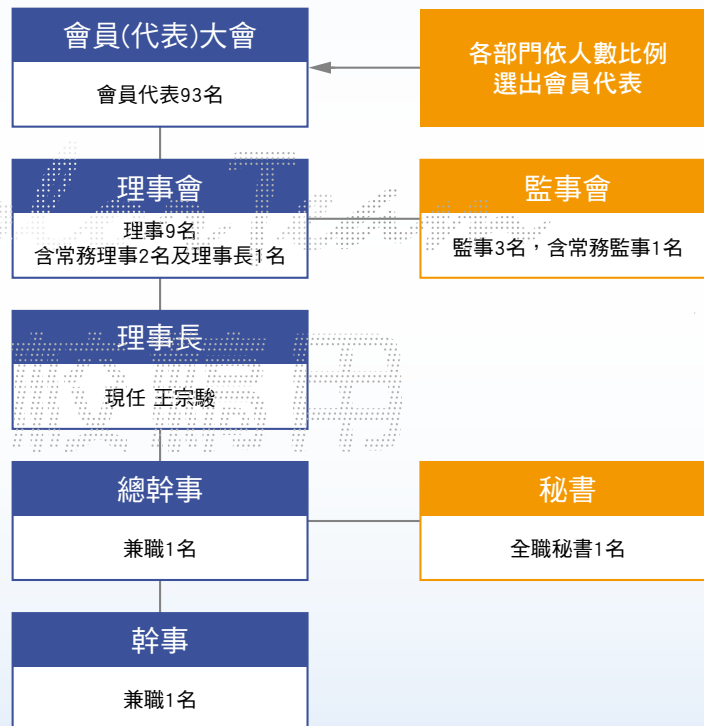 會員(代表)大會
會員代表93名
各部門依人數比例
選出會員代表
理事會
理事9名
含常務理事2名及理事長1名
監事會
監事3名，含常務監事1名
理事長
現任 王宗駿
總幹事
兼職1名
秘書
全職秘書1名
幹事
兼職1名